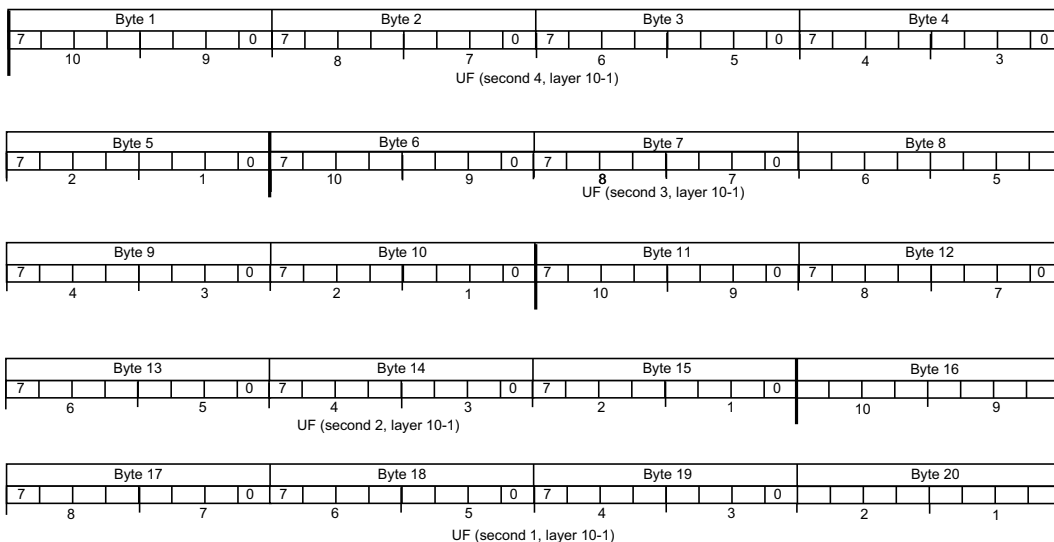 Byte 1 Byte 2 Byte 3 Byte 4
7 0 7 0 7 0 7 0
10 9 8 7 6 5 4 3
UF (second 4, layer 10-1)
Byte 5 Byte 6 Byte 7 Byte 8
7 0 7 0 7 0
2 1 10 9 8 7 6 5
UF (second 3, layer 10-1)
Byte 9 Byte 10 Byte 11 Byte 12
7 0 7 0 7 0 7 0
4 3 2 1 10 9 8 7
Byte 13 Byte 14 Byte 15 Byte 16
7 0 7 0 7 0
6 5 4 3 2 1 10 9
UF (second 2, layer 10-1)
Byte 17 Byte 18 Byte 19 Byte 20
7 0 7 0 7 0
8 7 6 5 4 3 2 1
UF (second 1, layer 10-1)